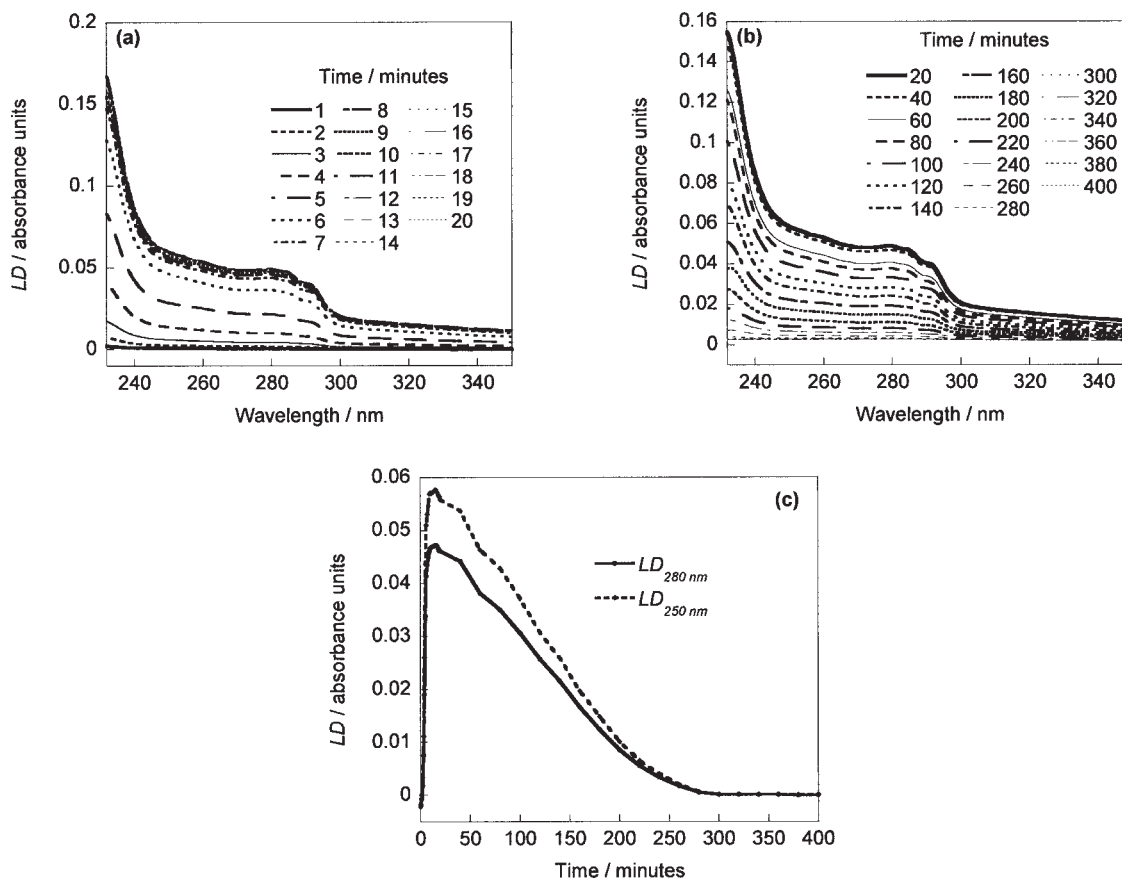 (a)
LD / absorbance units
0.2
0.15
0.1
0.05
0
Time / minutes
1 8 15
2 9 16
3 10 17
4 11 18
5 12 19
6 13 20
7 14
240 260 280 300 320 340
Wavelength / nm
(b)
LD / absorbance units
0.16
0.14
0.12
0.1
0.08
0.06
0.04
0.02
0
Time / minutes
20 160 300
40 180 320
60 200 340
80 220 360
100 240 380
120 260 400
140 280
240 260 280 300 320 340
Wavelength / nm
(c)
LD / absorbance units
0.06
0.05
0.04
0.03
0.02
0.01
0
LD280 nm
LD250 nm
0 50 100 150 200 250 300 350 400
Time / minutes